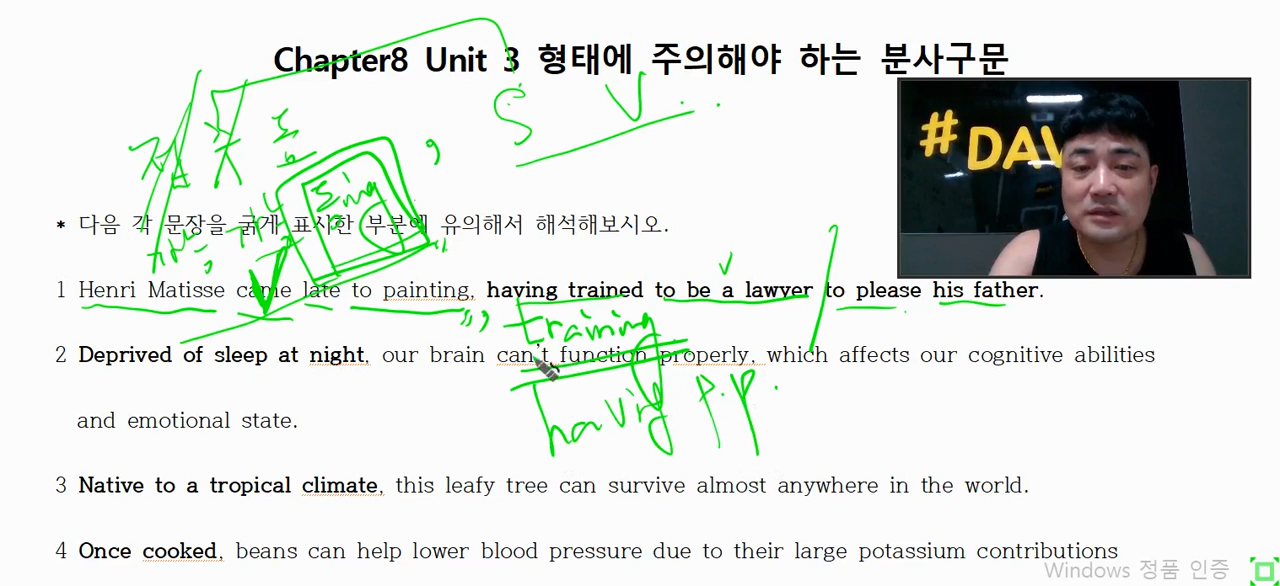 Chapter8 Unit 3 형태에 주의해야 하는 분사구문
#DAV
접 주 동
S V . .
* 다음 각 문장을 굵게 표시한 부분에 유의해서 해석해보시오.
1 Henri Matisse came late to painting, having trained to be a lawyer to please his father.
training
2 Deprived of sleep at night, our brain can't function properly, which affects our cognitive abilities
having p.p.
and emotional state.
3 Native to a tropical climate, this leafy tree can survive almost anywhere in the world.
4 Once cooked, beans can help lower blood pressure due to their large potassium contributions
Windows 정품 인증